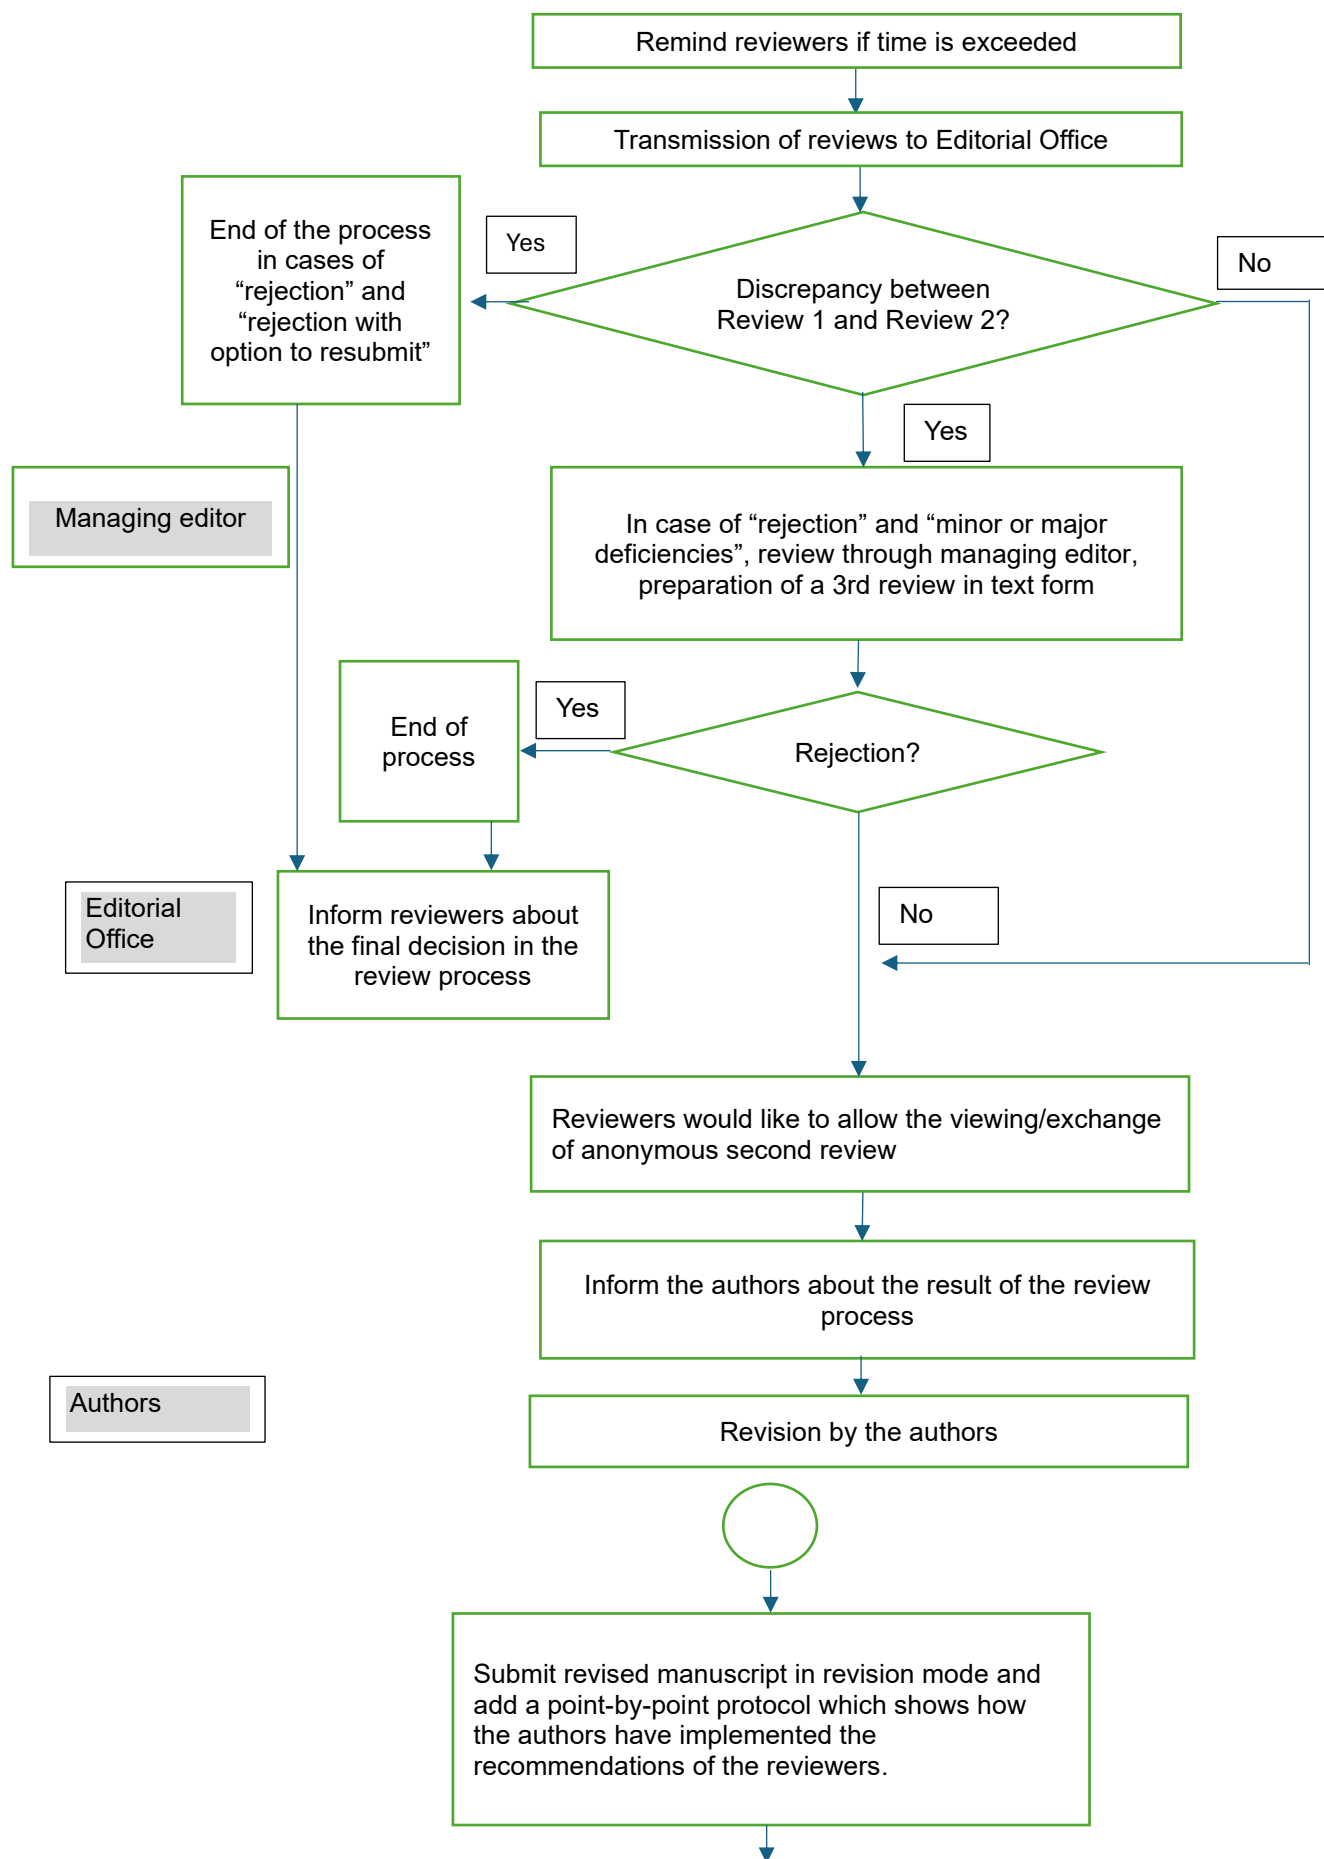 Remind reviewers if time is exceeded
Transmission of reviews to Editorial Office
End of the process
in cases of
“rejection” and
“rejection with
option to resubmit”
Yes
Discrepancy between
Review 1 and Review 2?
No
Yes
Managing editor
In case of “rejection” and “minor or major
deficiencies”, review through managing editor,
preparation of a 3rd review in text form
End of
process
Yes
Rejection?
Editorial
Office
Inform reviewers about
the final decision in the
review process
No
Reviewers would like to allow the viewing/exchange
of anonymous second review
Inform the authors about the result of the review
process
Authors
Revision by the authors
Submit revised manuscript in revision mode and
add a point-by-point protocol which shows how
the authors have implemented the
recommendations of the reviewers.